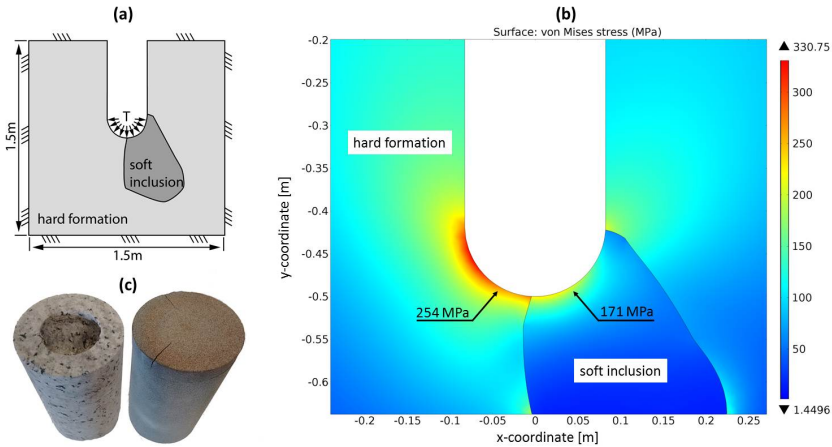 (a)
T
soft
inclusion
hard formation
1.5m
1.5m
(c)
(b)
Surface: von Mises stress (MPa)
330.75
300
250
200
150
100
50
1.4496
-0.2
-0.25
-0.3
-0.35
-0.4
-0.45
-0.5
-0.55
-0.6
y-coordinate [m]
hard formation
254 MPa
171 MPa
soft inclusion
-0.2 -0.15 -0.1 -0.05 0 0.05 0.1 0.15 0.2 0.25
x-coordinate [m]